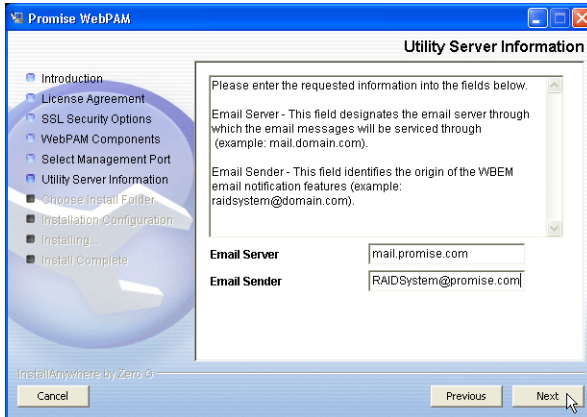 Promise WebPAM
Utility Server Information
Introduction
License Agreement
SSL Security Options
WebPAM Components
Select Management Port
Utility Server Information
Choose Install Folder
Installation Configuration
Installing...
Install Complete
Please enter the requested information into the fields below.
Email Server - This field designates the email server through
which the email messages will be serviced through
(example: mail.domain.com).
Email Sender - This field identifies the origin of the WBEM
email notification features (example:
raidsystem@domain.com).
Email Server
mail.promise.com
Email Sender
RAIDSystem@promise.com
InstallAnywhere by Zero G
Cancel
Previous
Next